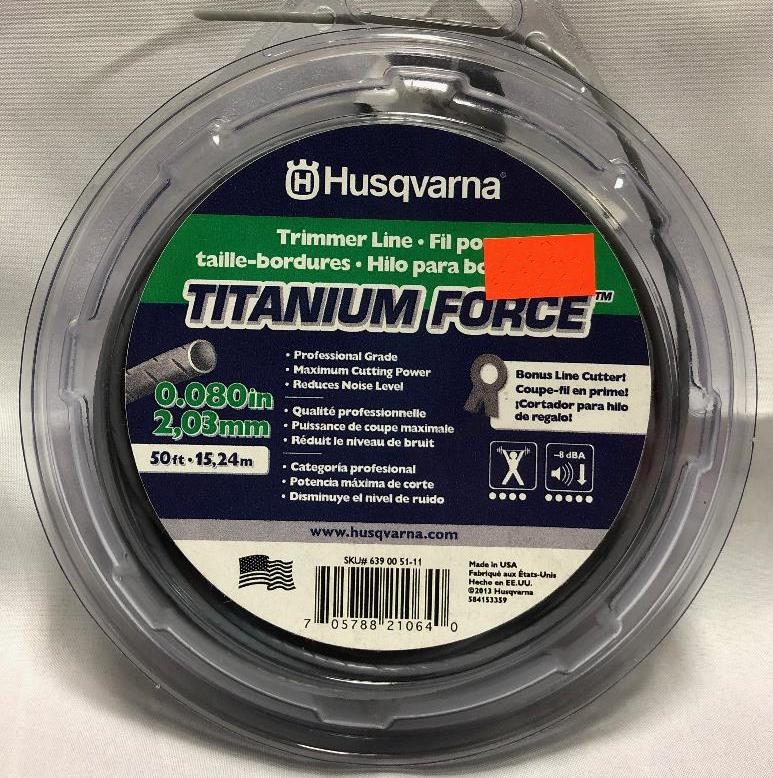 Husqvarna
Trimmer Line • Fil
taille-bordures • Hilo para
TITANIUM FORCE™
• Professional Grade
• Maximum Cutting Power
• Reduces Noise Level
• Qualité professionnelle
• Puissance de coupe maximale
• Réduit le niveau de bruit
• Categoría profesional
• Potencia máxima de corte
• Disminuye el nivel de ruido
0.080in
2,03mm
50ft • 15,24m
Bonus Line Cutter!
Coupe-fil en prime!
¡Cortador para hilo
de regalo!
–8 dBA
www.husqvarna.com
SKU# 639 00 51-11
7 05788 21064 0
Made in USA
Fabriqué aux États-Unis
Hecho en EE.UU.
©2013 Husqvarna
584153359